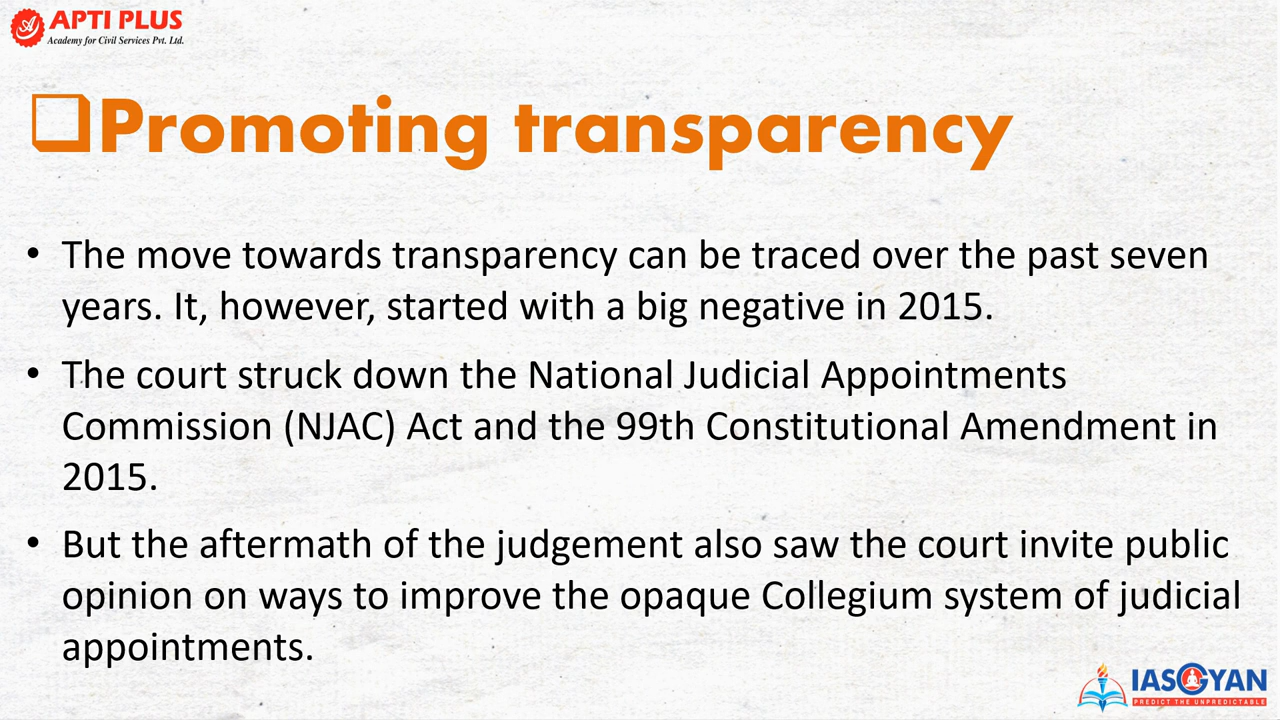 APTI PLUS
Academy for Civil Services Pvt. Ltd.
Promoting transparency
• The move towards transparency can be traced over the past seven
years. It, however, started with a big negative in 2015.
• The court struck down the National Judicial Appointments
Commission (NJAC) Act and the 99th Constitutional Amendment in
2015.
• But the aftermath of the judgement also saw the court invite public
opinion on ways to improve the opaque Collegium system of judicial
appointments.
IASGYAN
PREDICT THE UNPREDICTABLE